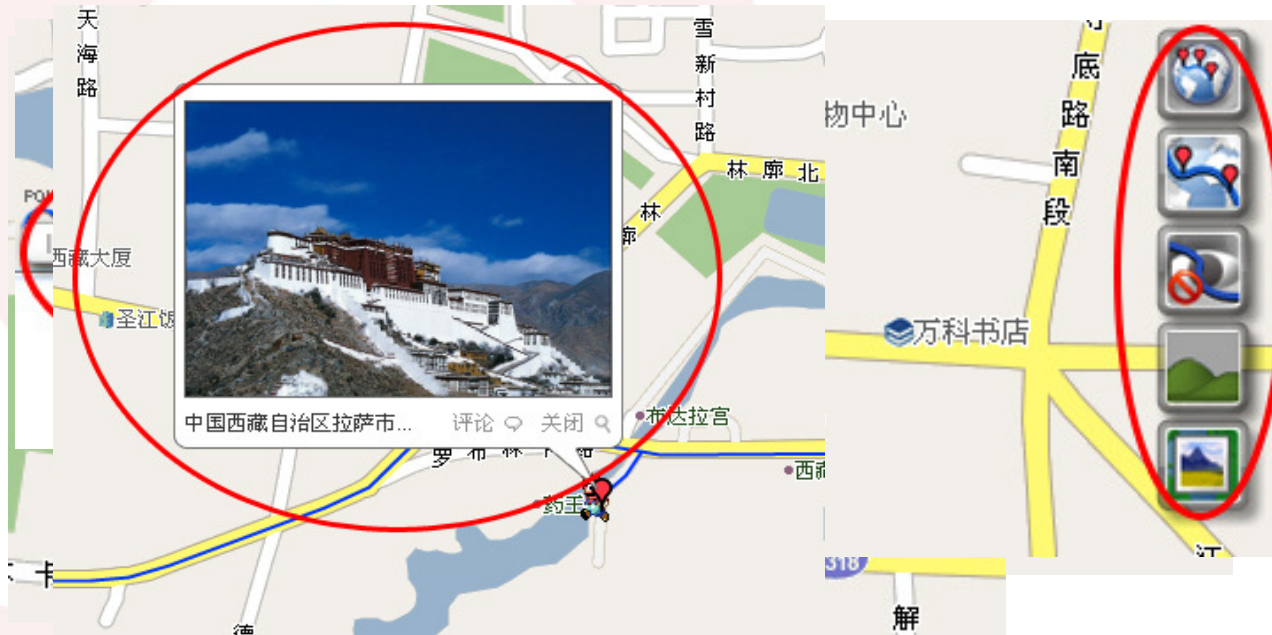 天海路
雪新村路
林廓北
林
廓
西藏大厦
圣江饭
中国西藏自治区拉萨市...
评论
关闭
布达拉宫
罗布林卡路
药王
西藏
卡
德
底路南段
物中心
万科书店
江
318
解